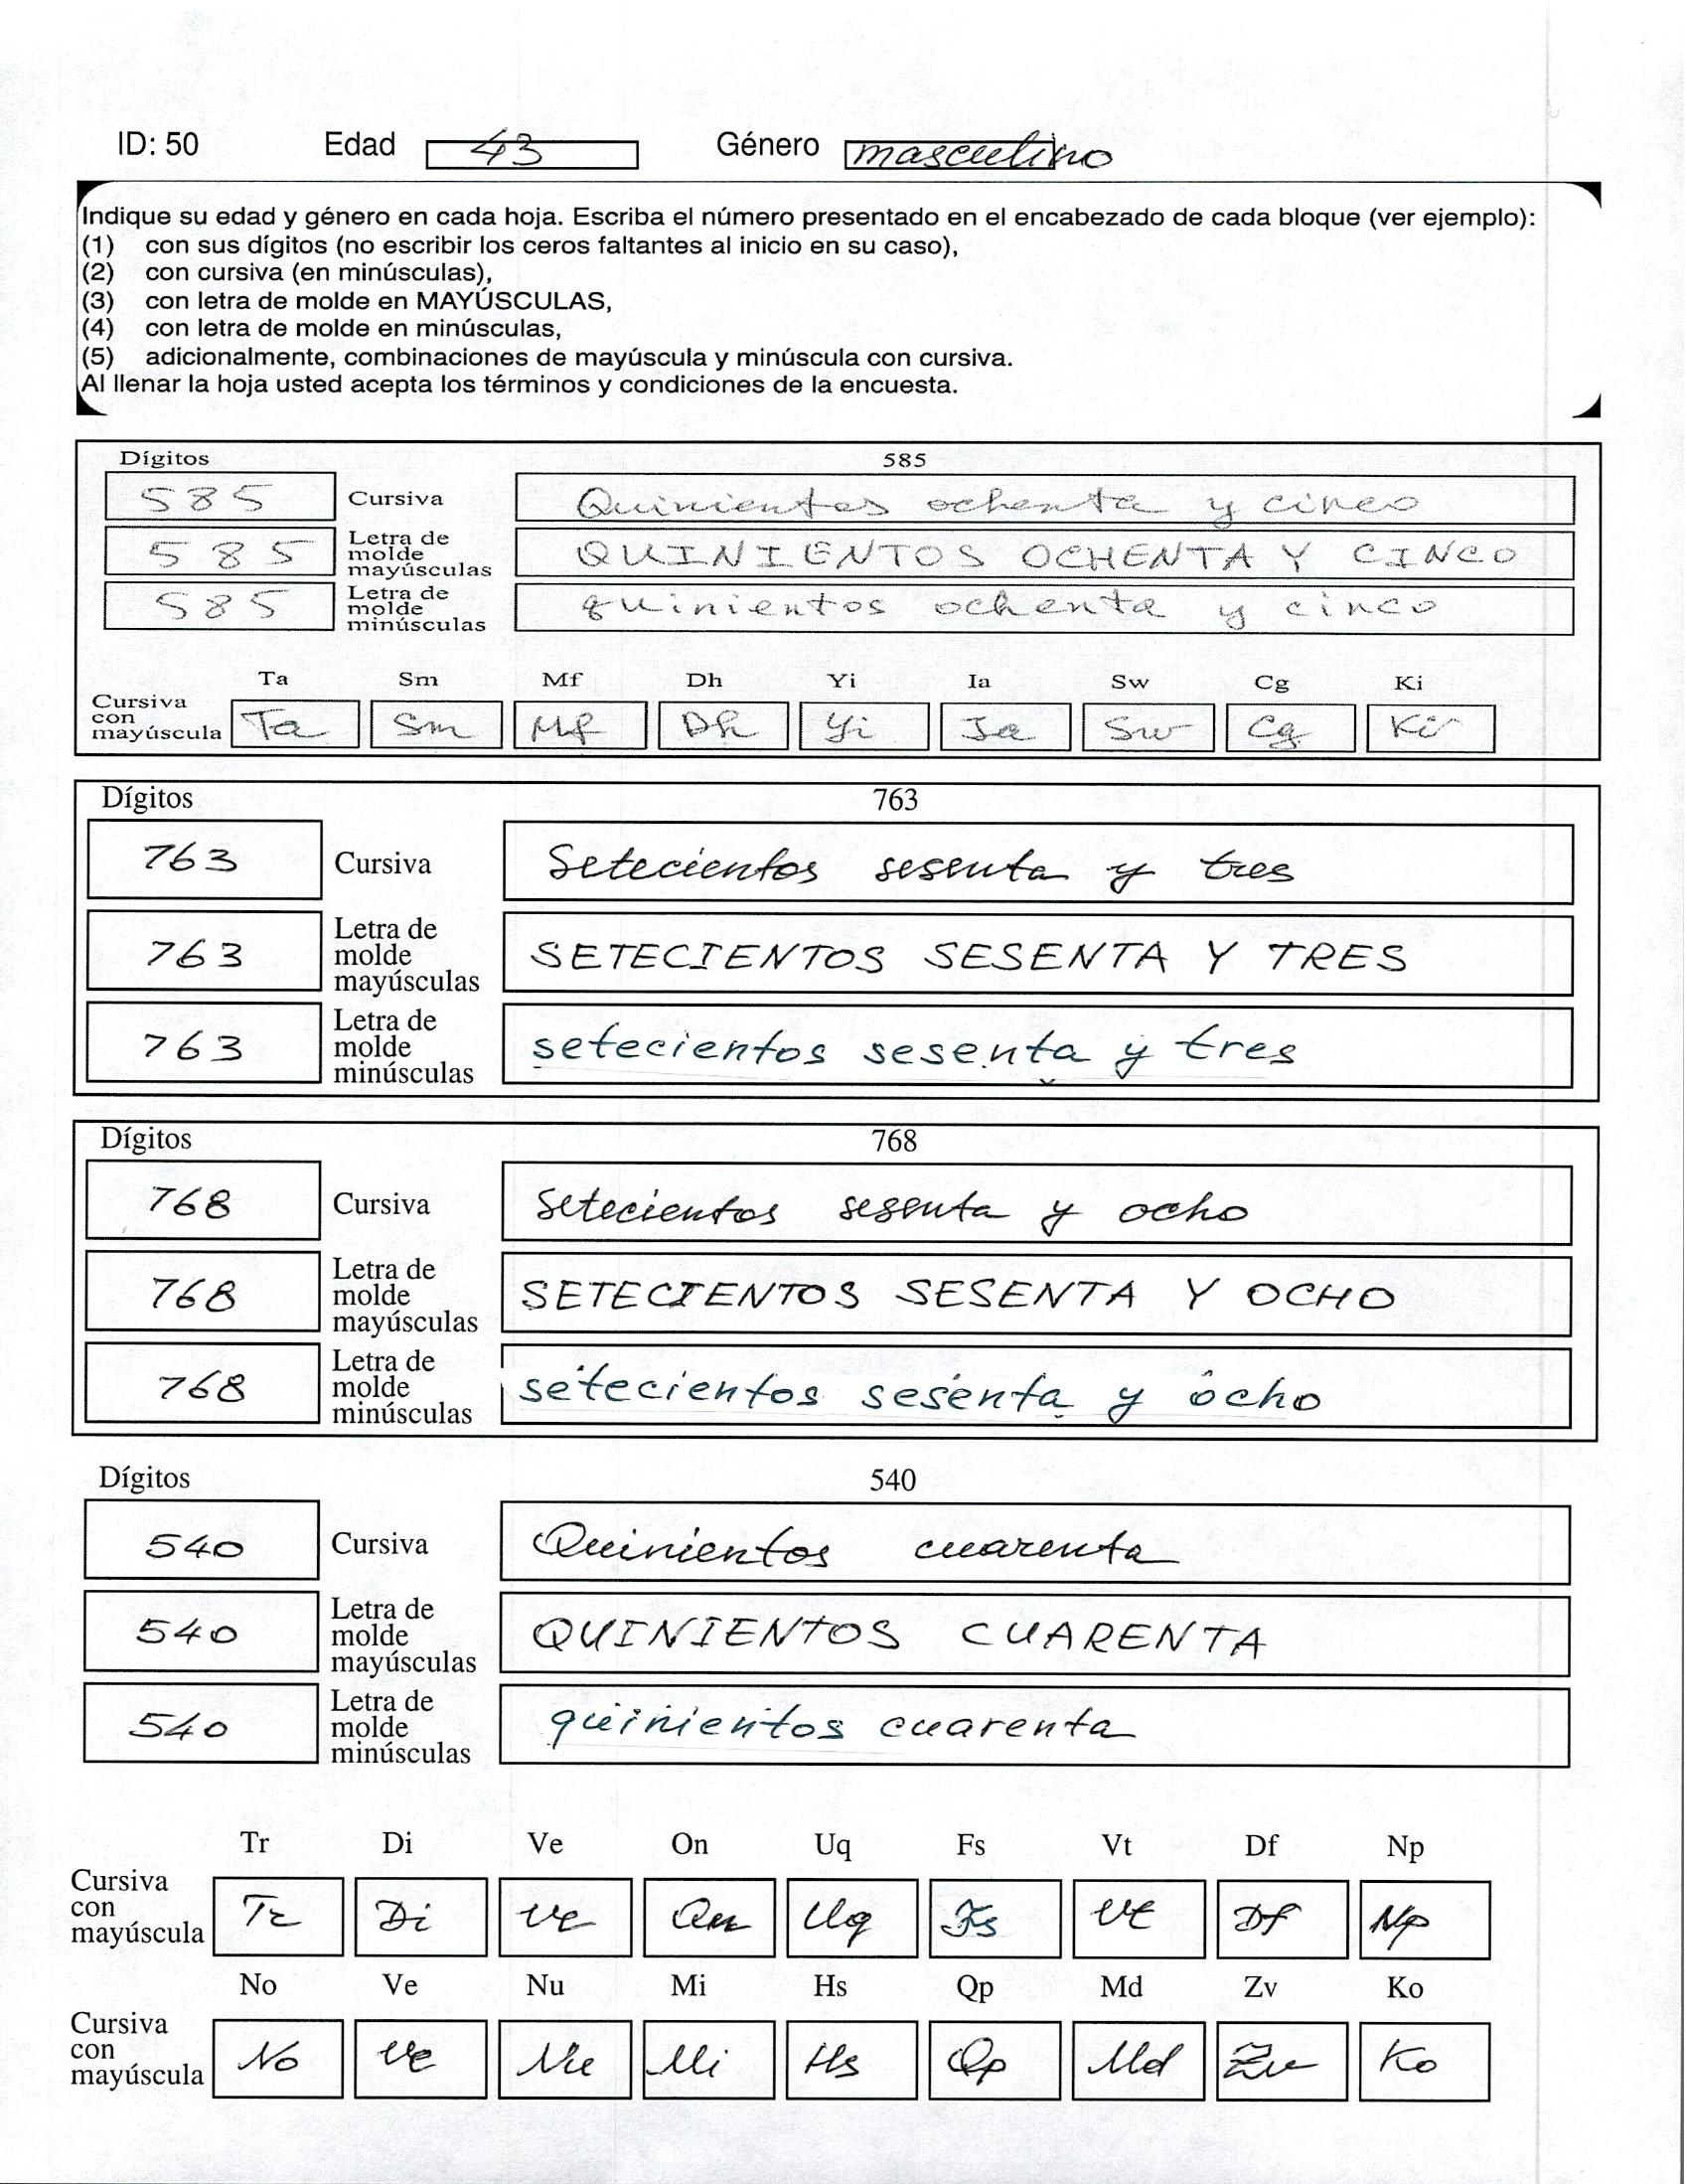 ID: 50 Edad 43 Género masculino
Indique su edad y género en cada hoja. Escriba el número presentado en el encabezado de cada bloque (ver ejemplo):
(1) con sus dígitos (no escribir los ceros faltantes al inicio en su caso),
(2) con cursiva (en minúsculas),
(3) con letra de molde en MAYÚSCULAS,
(4) con letra de molde en minúsculas,
(5) adicionalmente, combinaciones de mayúscula y minúscula con cursiva.
Al llenar la hoja usted acepta los términos y condiciones de la encuesta.
Dígitos 585
585 Cursiva Quinientos ochenta y cinco
585 Letra de molde mayúsculas QUINIENTOS OCHENTA Y CINCO
585 Letra de molde minúsculas quinientos ochenta y cinco
Ta Sm Mf Dh Yi Ia Sw Cg Ki
Cursiva con mayúscula Ta Sm Mf Dh Yi Ia Sw Cg Ki
Dígitos 763
763 Cursiva Setecientos sesenta y tres
763 Letra de molde mayúsculas SETECIENTOS SESENTA Y TRES
763 Letra de molde minúsculas setecientos sesenta y tres
Dígitos 768
768 Cursiva setecientos sesenta y ocho
768 Letra de molde mayúsculas SETECIENTOS SESENTA Y OCHO
768 Letra de molde minúsculas setecientos sesenta y ocho
Dígitos 540
540 Cursiva Quinientos cuarenta
540 Letra de molde mayúsculas QUINIENTOS CUARENTA
540 Letra de molde minúsculas quinientos cuarenta
Tr Di Ve On Uq Fs Vt Df Np
Cursiva con mayúscula Tr Di Ve On Uq Fs Vt Df Np
No Ve Nu Mi Hs Qp Md Zv Ko
Cursiva con mayúscula No Ve Nu Mi Hs Qp Md Zv Ko